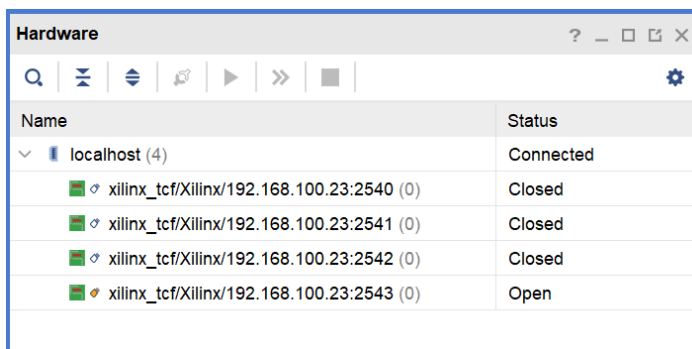 Hardware
Name Status
localhost (4) Connected
xilinx_tcf/Xilinx/192.168.100.23:2540 (0) Closed
xilinx_tcf/Xilinx/192.168.100.23:2541 (0) Closed
xilinx_tcf/Xilinx/192.168.100.23:2542 (0) Closed
xilinx_tcf/Xilinx/192.168.100.23:2543 (0) Open